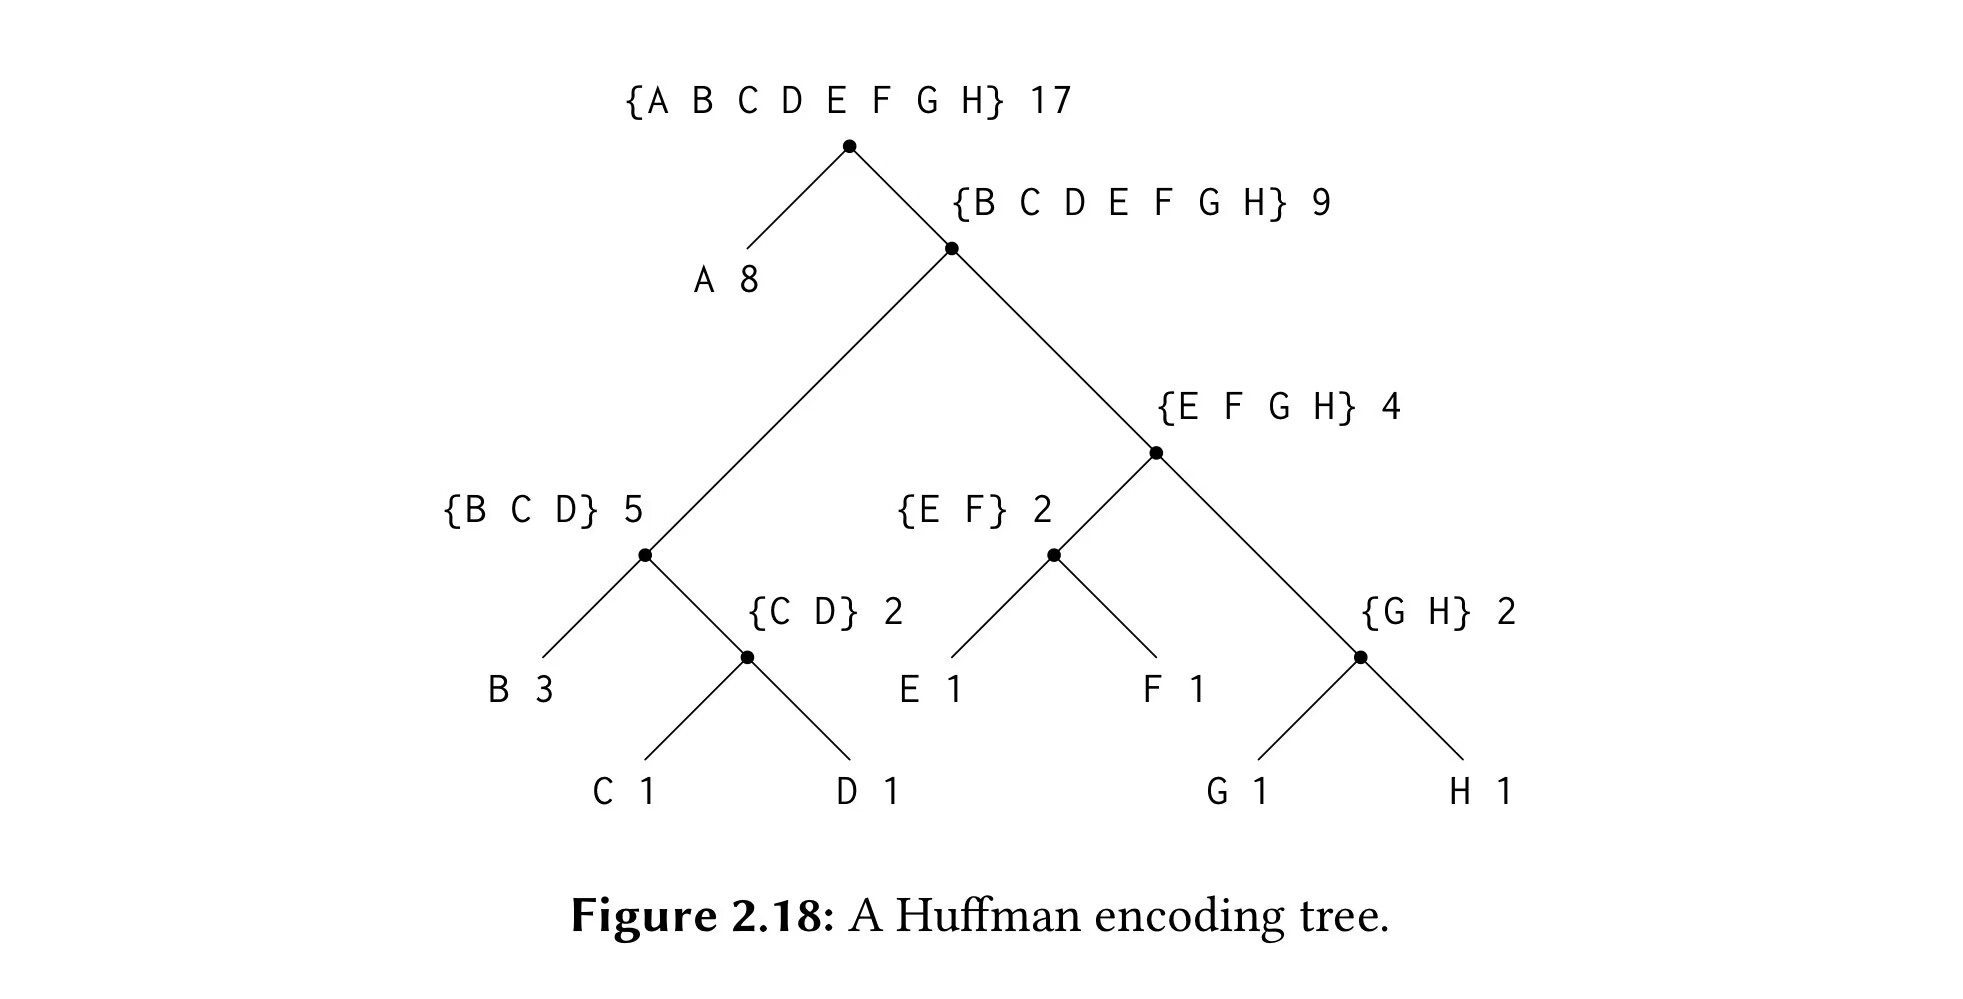 {A B C D E F G H} 17
{B C D E F G H} 9
A 8
{E F G H} 4
{B C D} 5
{E F} 2
{C D} 2
{G H} 2
B 3
E 1
F 1
C 1
D 1
G 1
H 1
Figure 2.18: A Huffman encoding tree.